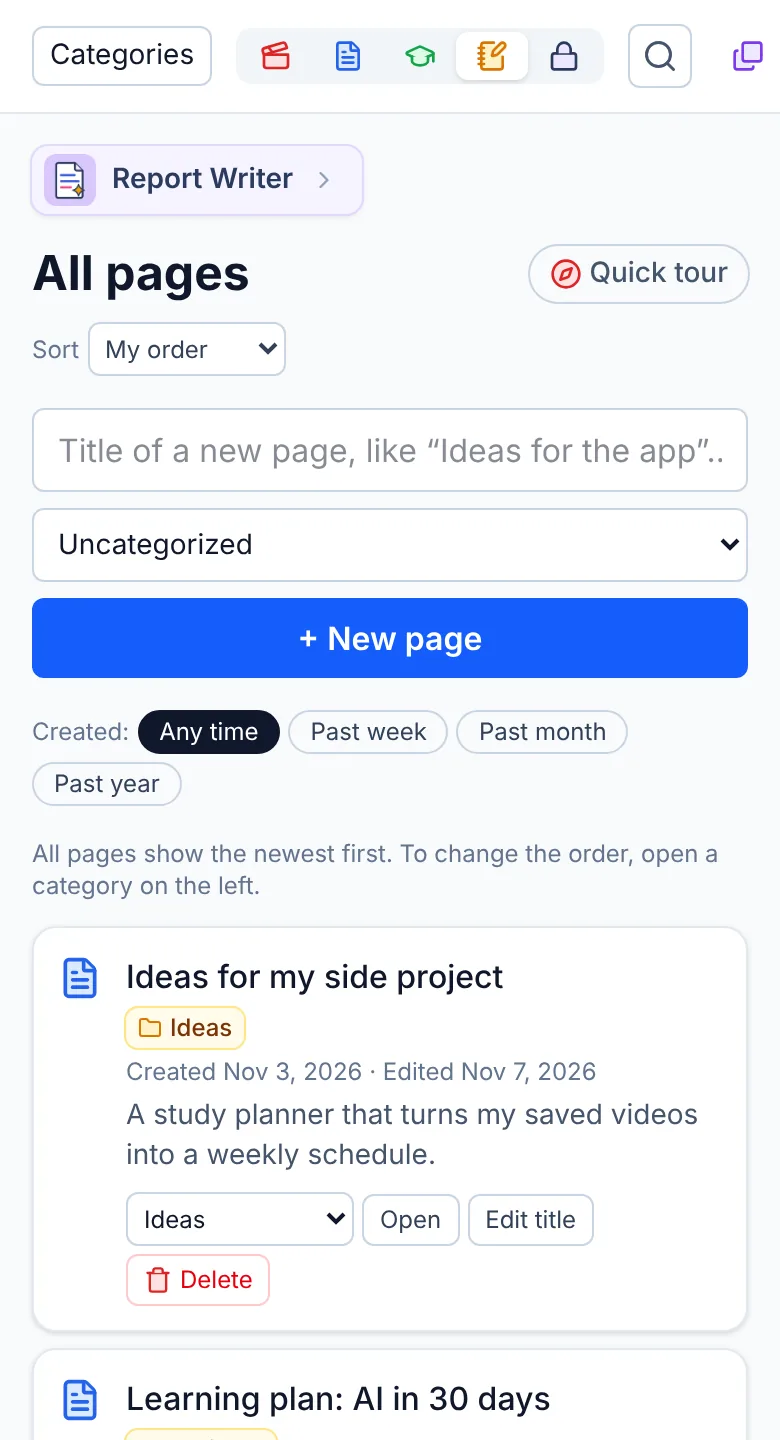 Categories
Report Writer
All pages
Quick tour
Sort
My order
Title of a new page, like “Ideas for the app”..
Uncategorized
+ New page
Created:
Any time
Past week
Past month
Past year
All pages show the newest first. To change the order, open a
category on the left.
Ideas for my side project
Ideas
Created Nov 3, 2026 · Edited Nov 7, 2026
A study planner that turns my saved videos
into a weekly schedule.
Ideas
Open
Edit title
Delete
Learning plan: AI in 30 days